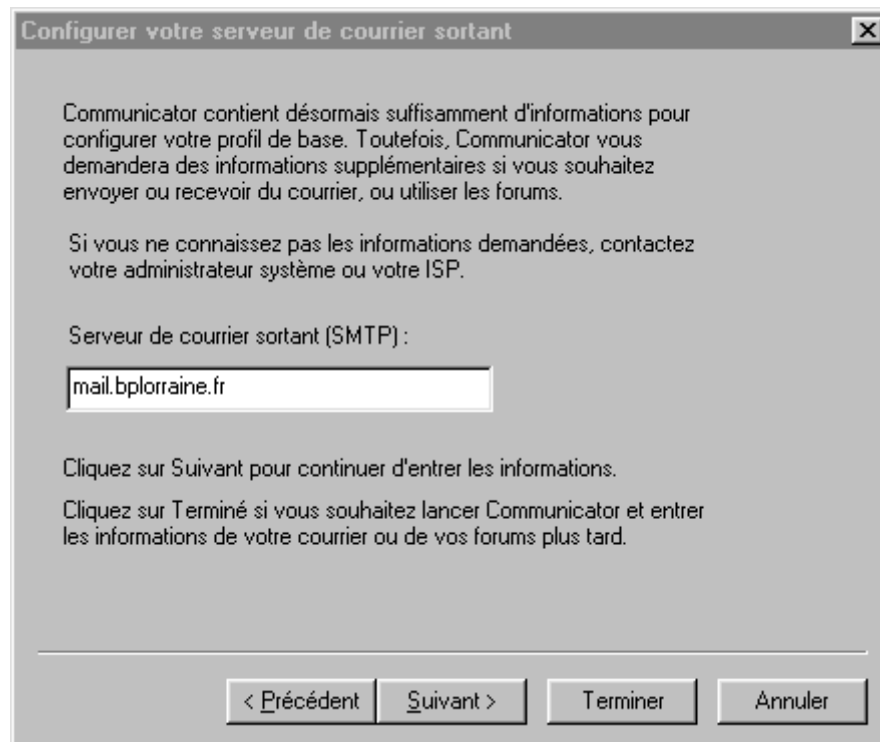 Configurer votre serveur de courrier sortant
Communicator contient désormais suffisamment d'informations pour
configurer votre profil de base. Toutefois, Communicator vous
demandera des informations supplémentaires si vous souhaitez
envoyer ou recevoir du courrier, ou utiliser les forums.
Si vous ne connaissez pas les informations demandées, contactez
votre administrateur système ou votre ISP.
Serveur de courrier sortant (SMTP) :
mail.bplorraine.fr
Cliquez sur Suivant pour continuer d'entrer les informations.
Cliquez sur Terminé si vous souhaitez lancer Communicator et entrer
les informations de votre courrier ou de vos forums plus tard.
< Précédent Suivant > Terminer Annuler